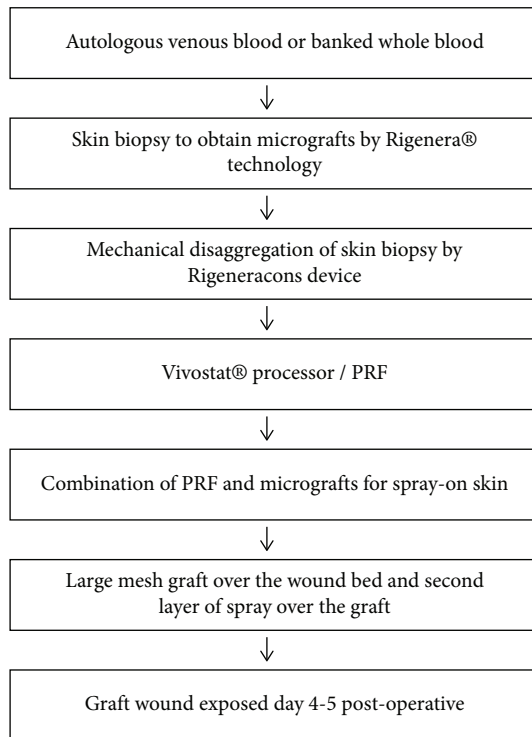 Autologous venous blood or banked whole blood
Skin biopsy to obtain micrografts by Rigenera®
technology
Mechanical disaggregation of skin biopsy by
Rigeneracons device
Vivostat® processor / PRF
Combination of PRF and micrografts for spray-on skin
Large mesh graft over the wound bed and second
layer of spray over the graft
Graft wound exposed day 4-5 post-operative